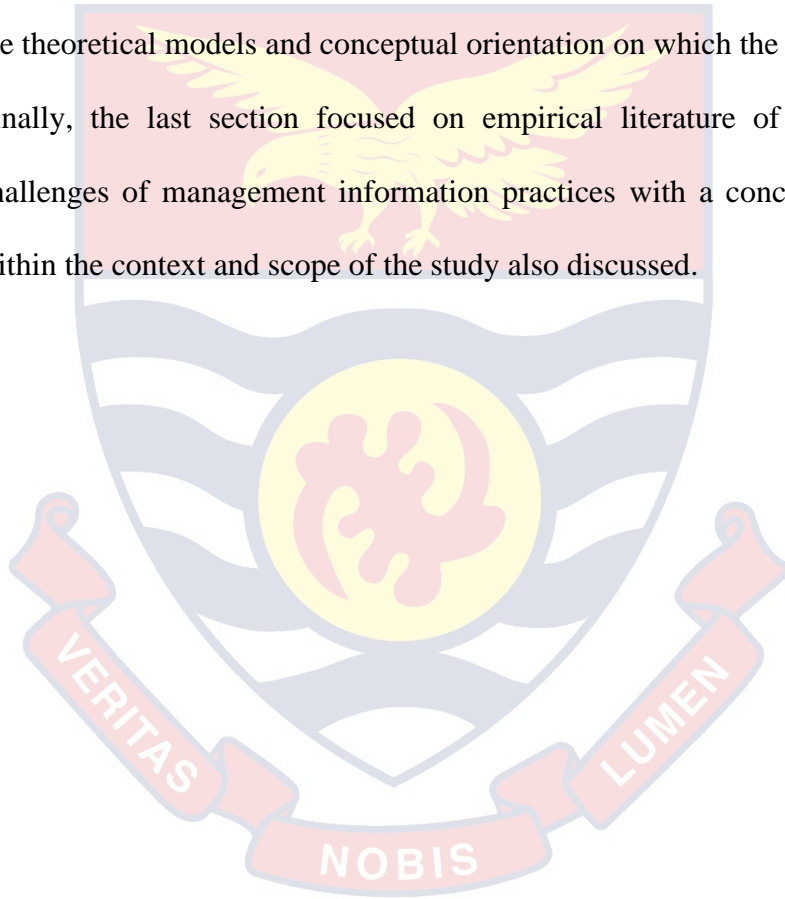 e theoretical models and conceptual orientation on which the
nally, the last section focused on empirical literature of
hallenges of management information practices with a conc
ithin the context and scope of the study also discussed.
VERITAS
NOBIS
LUMEN